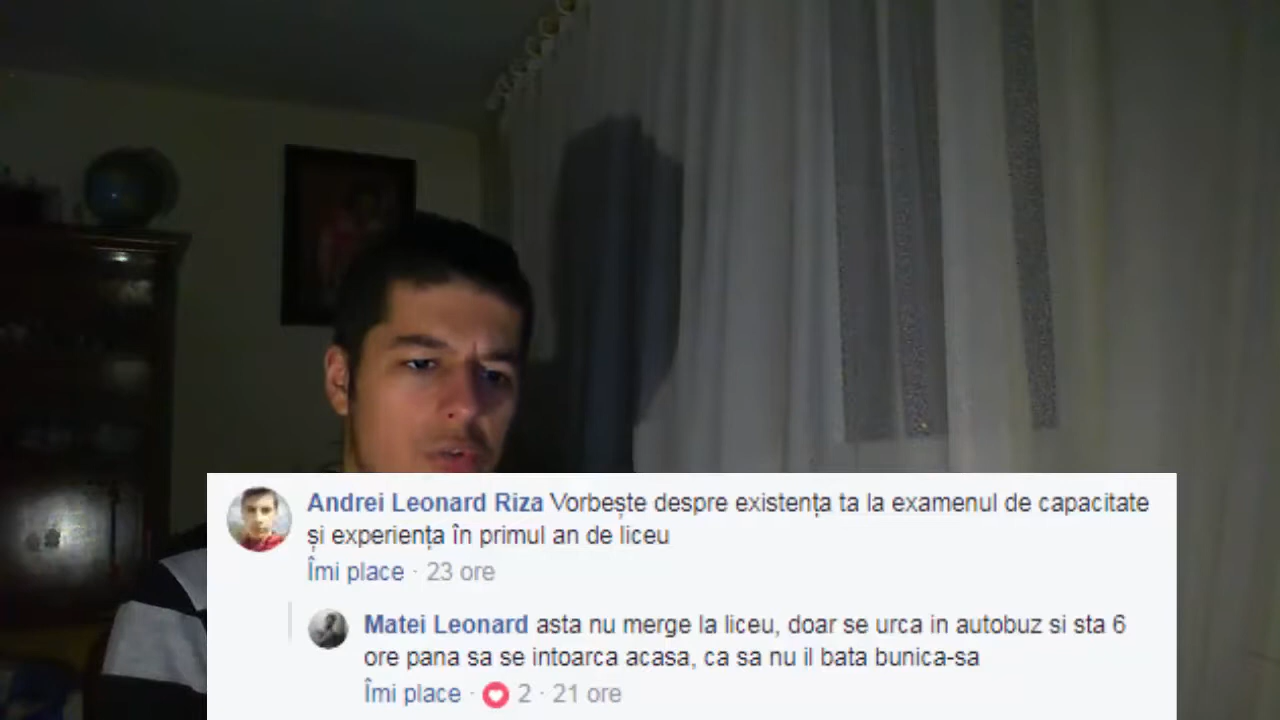 Andrei Leonard Riza Vorbește despre existența ta la examenul de capacitate
și experiența în primul an de liceu
Îmi place · 23 ore
Matei Leonard asta nu merge la liceu, doar se urca in autobuz si sta 6
ore pana sa se intoarca acasa, ca sa nu il bata bunica-sa
Îmi place · 2 · 21 ore